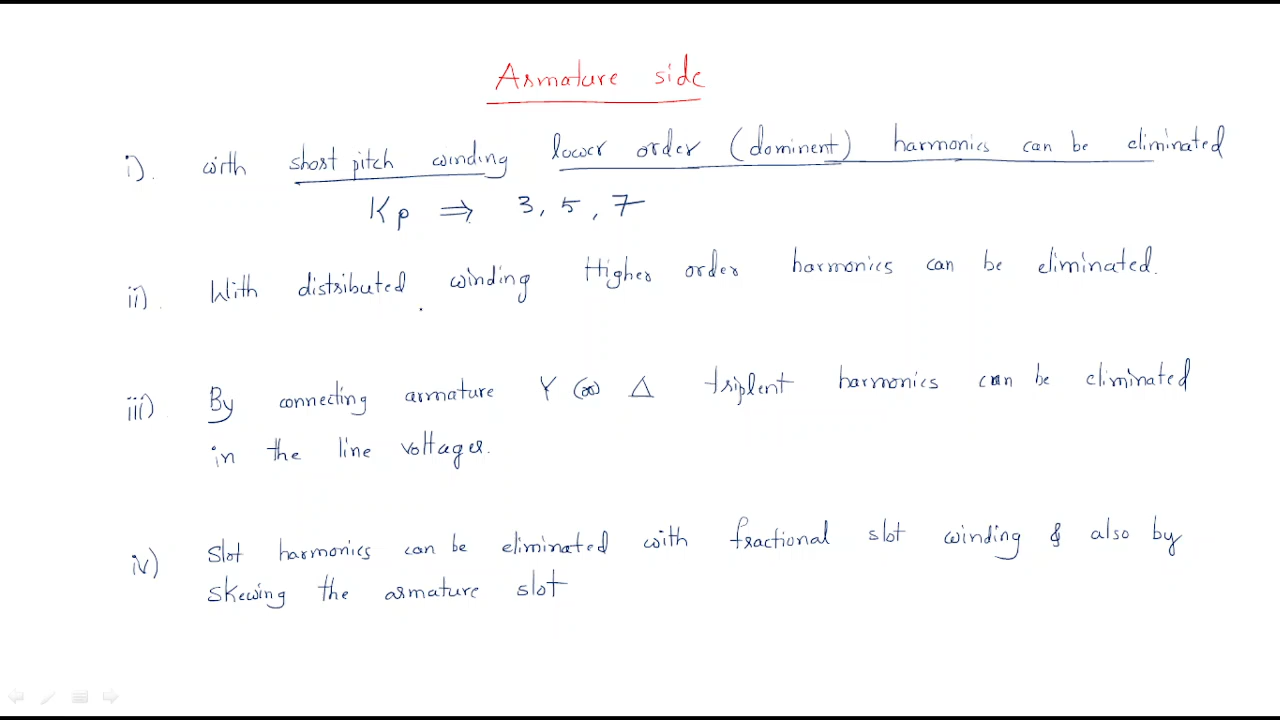 Armature side
i). with short pitch winding lower order (dominent) harmonics can be eliminated
Kp ⇒ 3, 5, 7
ii). With distributed winding Higher order harmonics can be eliminated.
iii). By connecting armature Y (or) Δ triplent harmonics can be eliminated
in the line voltages.
iv) Slot harmonics can be eliminated with fractional slot winding & also by
skewing the armature slot